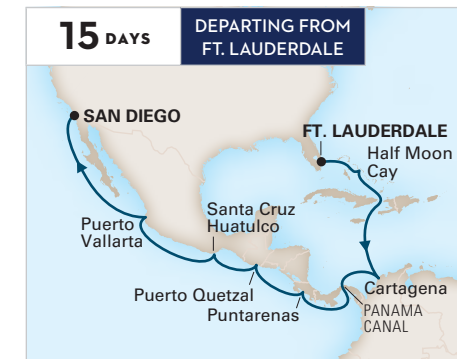 15 DAYS
DEPARTING FROM
FT. LAUDERDALE
SAN DIEGO
FT. LAUDERDALE
Half Moon
Cay
Santa Cruz
Huatulco
Puerto
Vallarta
Puerto Quetzal
Puntarenas
Cartagena
PANAMA
CANAL